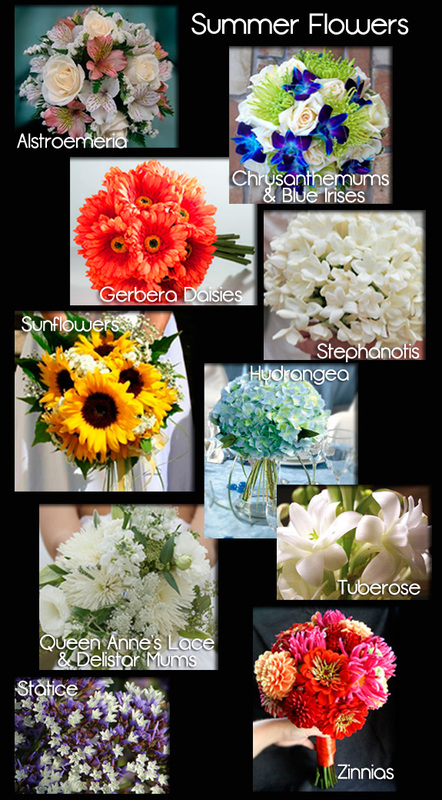 Summer Flowers
Alstroemeria
Chrysanthemums
& Blue Irises
Gerbera Daisies
Stephanotis
Sunflowers
Hydrangea
Tuberose
Queen Anne's Lace
& Delistar Mums
Statice
Zinnias